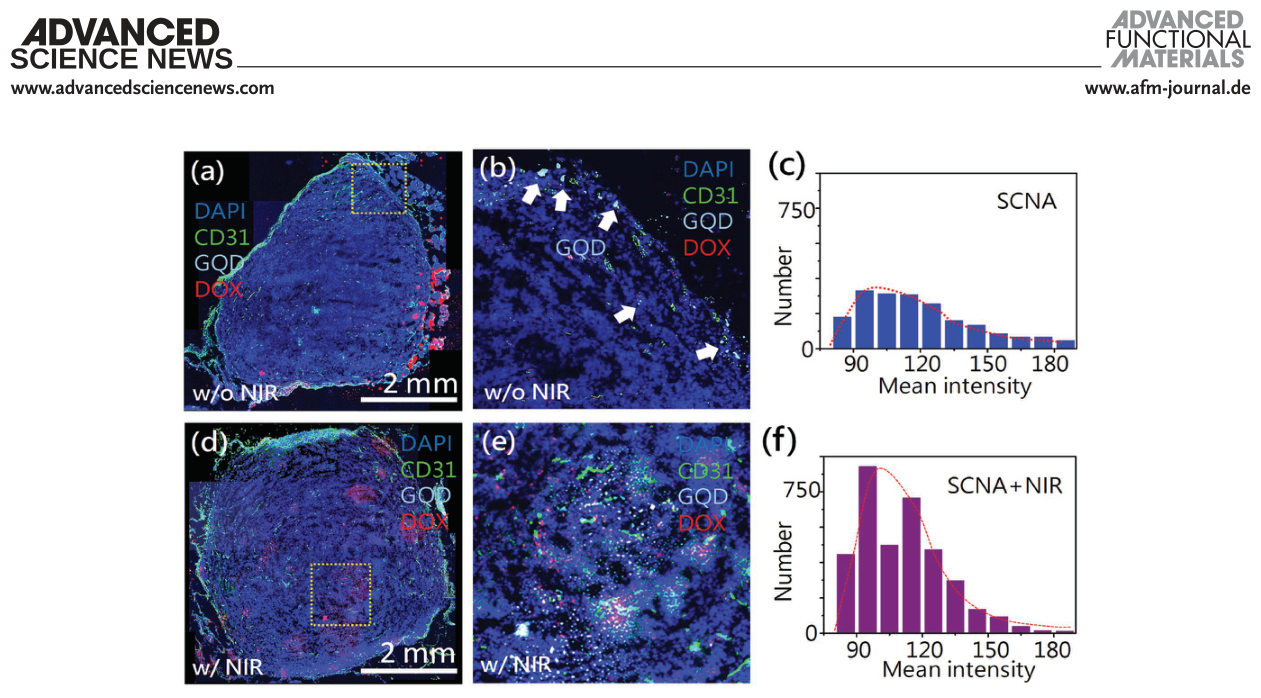 ADVANCED
SCIENCE NEWS
www.advancedsciencenews.com
ADVANCED
FUNCTIONAL
MATERIALS
www.afm-journal.de
(a)
DAPI
CD31
GQD
DOX
w/o NIR
2 mm
(b)
DAPI
CD31
GQD
DOX
GQD
w/o NIR
(c)
SCNA
750
0
Number
90
120
150
180
Mean intensity
(d)
DAPI
CD31
GQD
DOX
w/ NIR
2 mm
(e)
DAPI
CD31
GQD
DOX
w/ NIR
(f)
SCNA+NIR
750
0
Number
90
120
150
180
Mean intensity